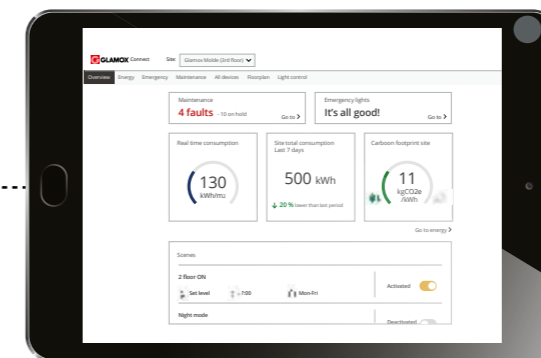 GLAMOX Connect Site: Glamox Molde (3rd floor)
Overview Energy Emergency Maintenance All devices Floorplan Light control
Maintenance
4 faults - 10 on hold
Go to >
Emergency lights
It's all good!
Go to >
Real time consumption
130
kWh/m2
Site total consumption
Last 7 days
500 kWh
↓ 20 % lower than last period
Carboon footprint site
11
kgCO2e
/kWh
Go to energy >
Scenes
2 floor ON
Set level
7:00
Mon-Fri
Activated
Night mode
Deactivated